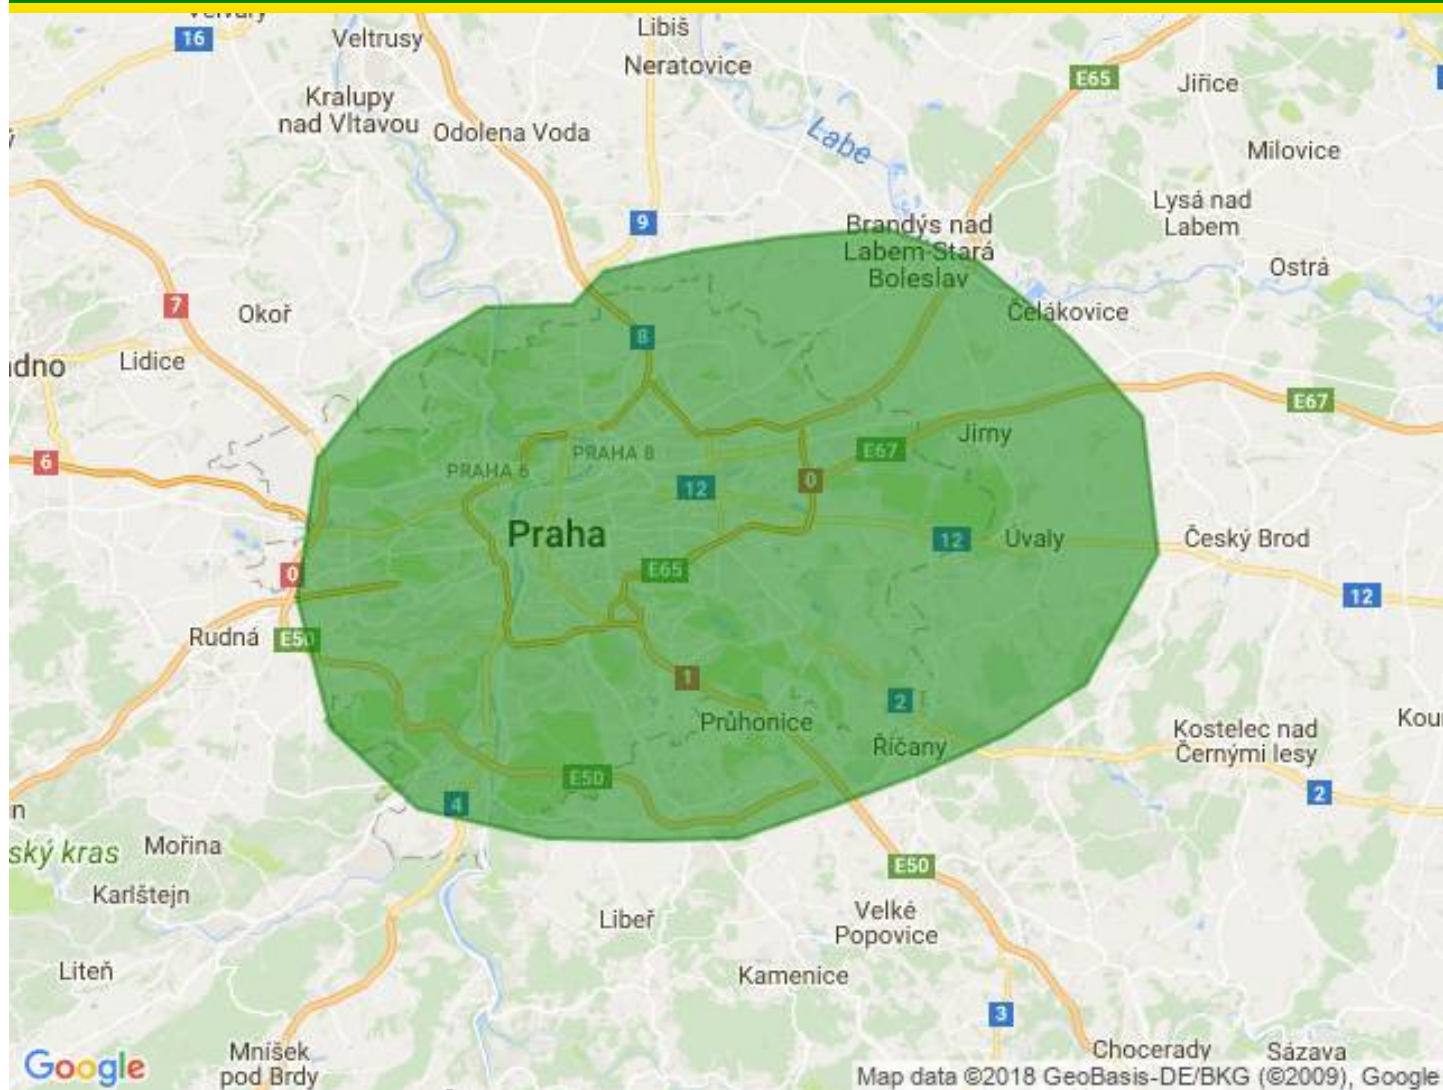 16
Veltrusy
Libiš
Neratovice
E65
Jiřice
Kralupy
nad Vltavou
Odolena Voda
Labe
Milovice
Lysá nad
Labem
9
Brandýs nad
Labem-Stará
Boleslav
Ostrá
7
Okoř
Čelákovice
8
Lidice
E67
Jirny
E67
6
PRAHA 6
PRAHA 8
12
0
Praha
12
Úvaly
Český Brod
E65
0
12
Rudná
E50
1
2
Průhonice
Říčany
Kostelec nad
Černými lesy
E50
4
2
ský kras
Mořina
Karlštejn
E50
Libeř
Velké
Popovice
Liteň
Kamenice
3
Mníšek
pod Brdy
Chocerady
Sázava
Google
Map data ©2018 GeoBasis-DE/BKG (©2009), Google